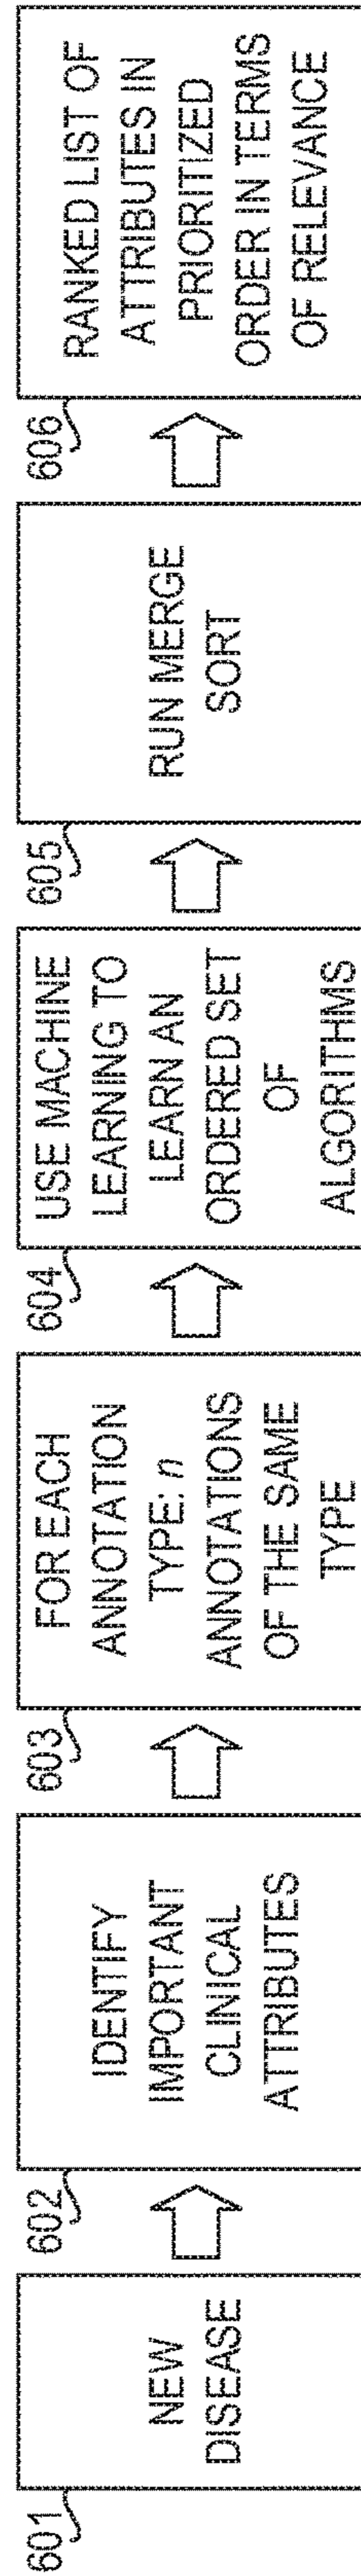 601
NEW
DISEASE
602
IDENTIFY
IMPORTANT
CLINICAL
ATTRIBUTES
603
FOR EACH
ANNOTATION
TYPE: n
ANNOTATIONS
OF THE SAME
TYPE
604
USE MACHINE
LEARNING TO
LEARN AN
ORDERED SET
OF
ALGORITHMS
605
RUN MERGE
SORT
606
RANKED LIST OF
ATTRIBUTES IN
PRIORITIZED
ORDER IN TERMS
OF RELEVANCE